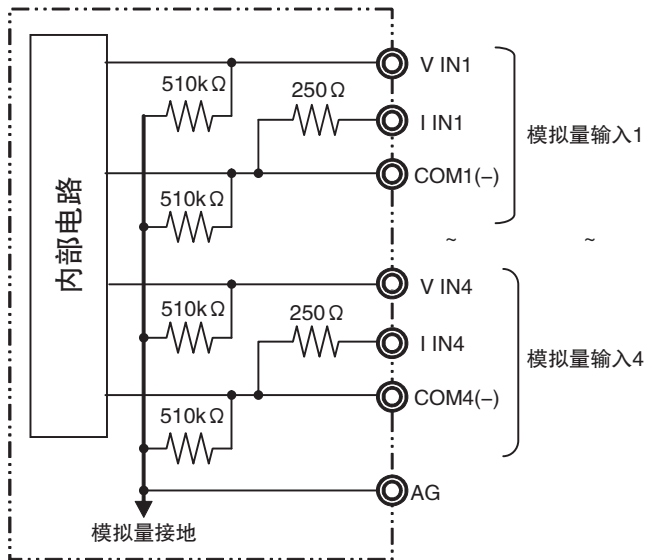 510kΩ
V IN1
250Ω
I IN1
模拟量输入1
COM1(−)
510kΩ
内部电路
~ ~
V IN4
510kΩ
250Ω
I IN4
模拟量输入4
COM4(−)
510kΩ
AG
模拟量接地